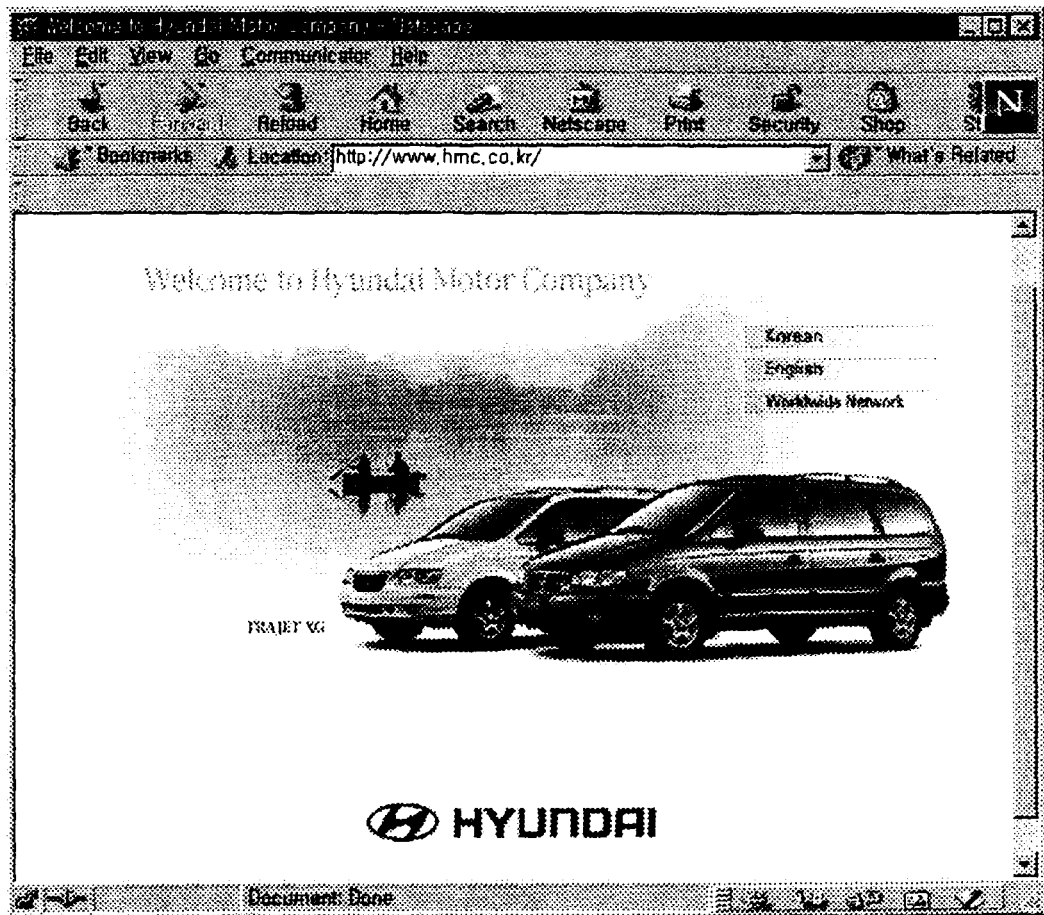 Welcome to Hyundai Motor Company - Netscape
File Edit View Go Communicator Help
Back Forward Reload Home Search Netscape Print Security Shop
Bookmarks Location: http://www.hmc.co.kr/ What's Related
Welcome to Hyundai Motor Company
Korean
English
Worldwide Network
TRAJET XG
HYUNDAI
Document: Done